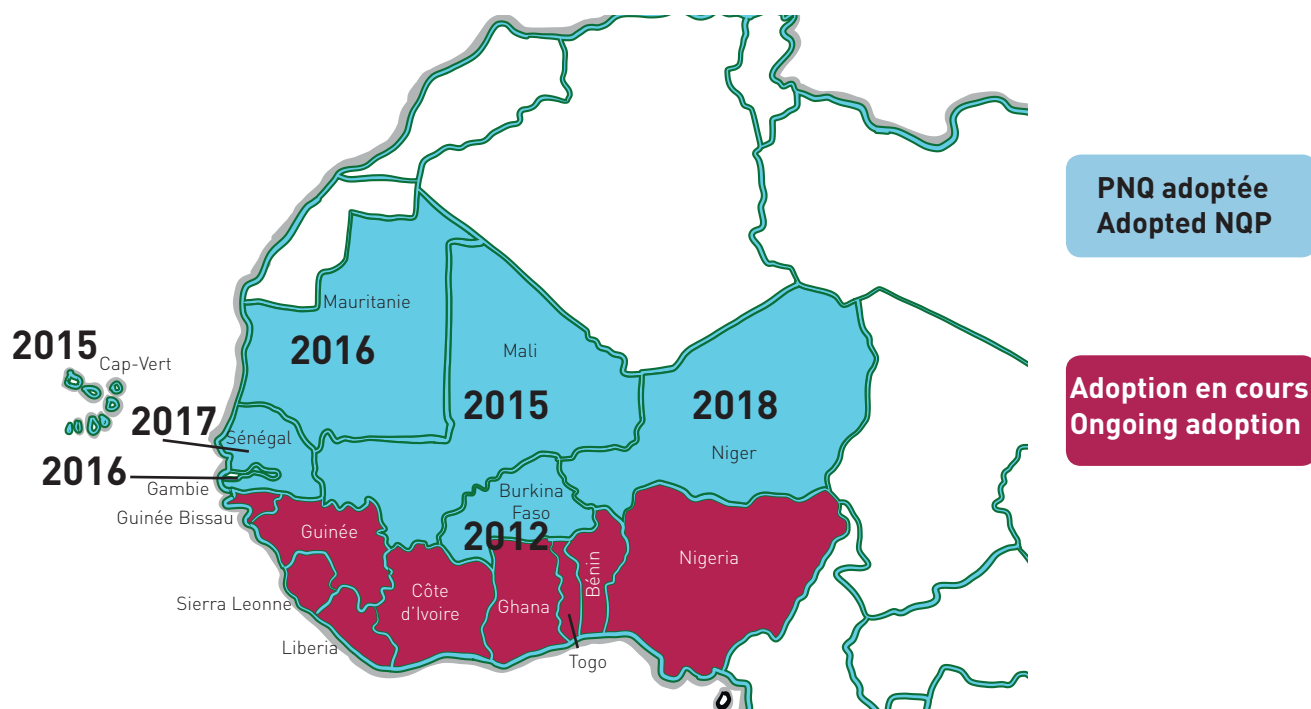 PNQ adoptée
Adopted NQP
Mauritanie
2016
2015
Cap-Vert
Mali
2015
2018
Niger
2017
Sénégal
2016
Gambie
Guinée Bissau
Burkina
Faso
2012
Guinée
Adoption en cours
Ongoing adoption
Nigeria
Bénin
Côte
d'Ivoire
Ghana
Sierra Leonne
Liberia
Togo